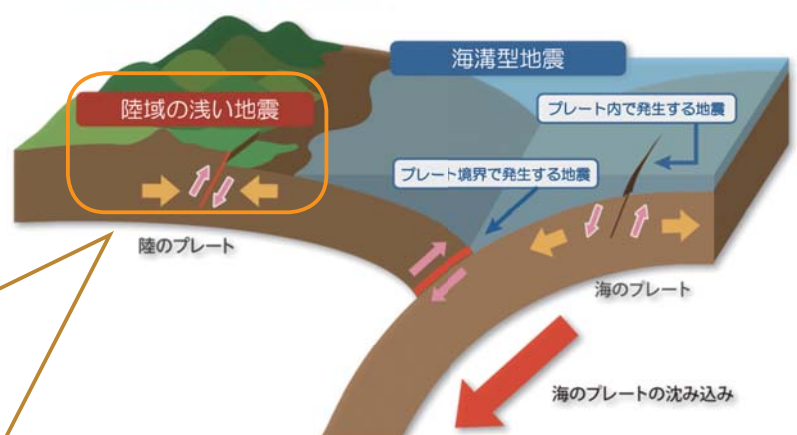 海溝型地震
陸域の浅い地震
プレート内で発生する地震
プレート境界で発生する地震
陸のプレート
海のプレート
海のプレートの沈み込み